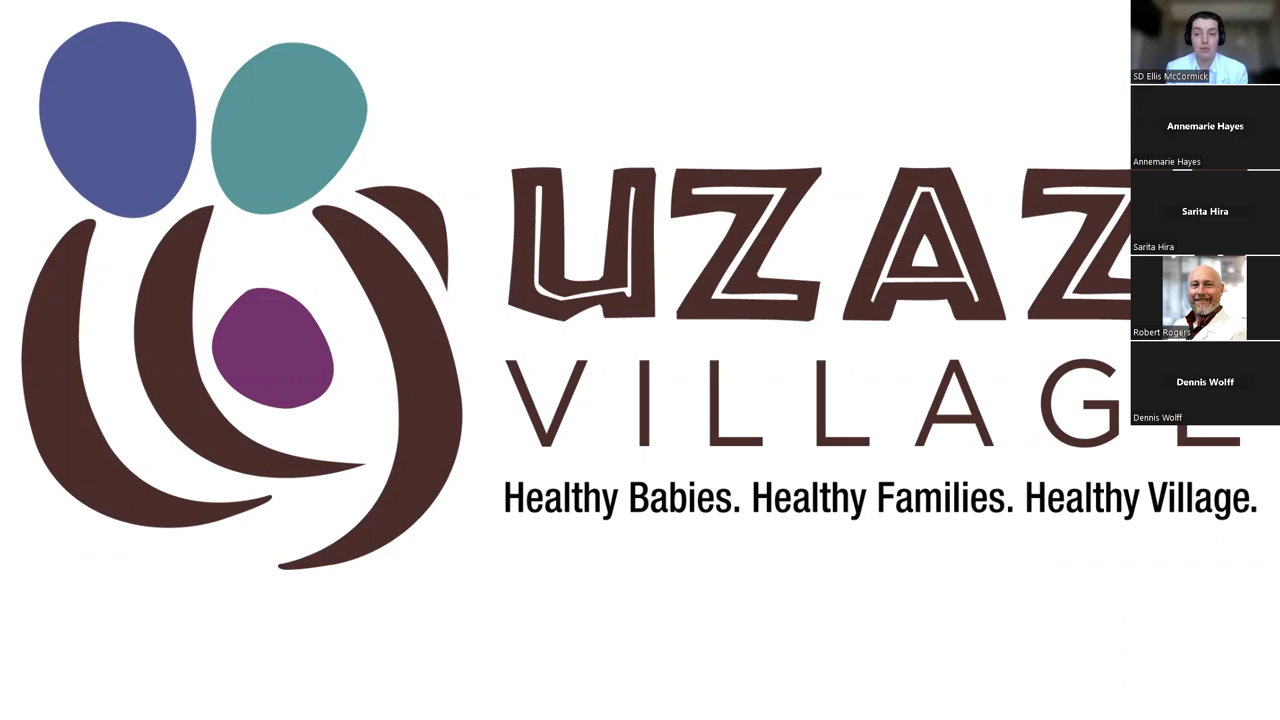 UZAZ
VILLAGE
Healthy Babies. Healthy Families. Healthy Village.
SD Ellis McCormick
Annemarie Hayes
Annemarie Hayes
Sarita Hira
Sarita Hira
Robert Rogers
Dennis Wolff
Dennis Wolff